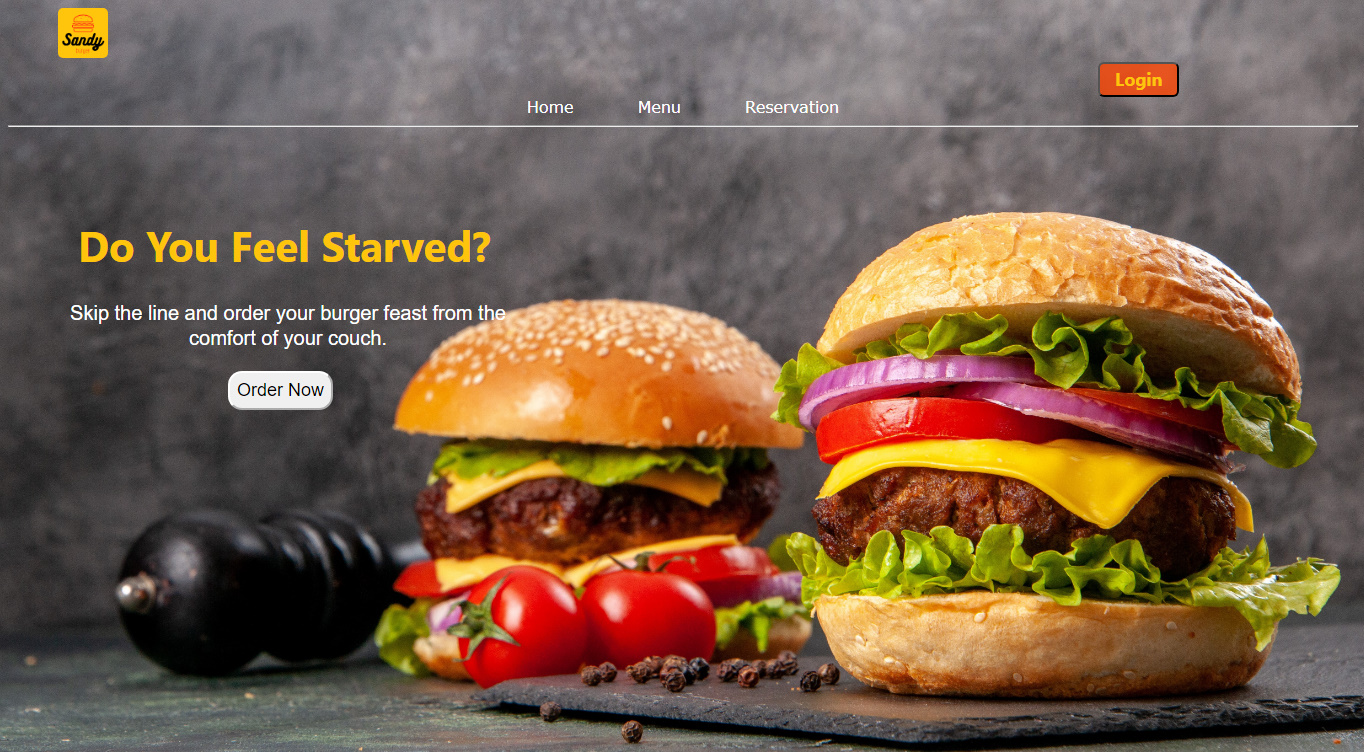 Sandy
Login
Home Menu Reservation
Do You Feel Starved?
Skip the line and order your burger feast from the
comfort of your couch.
Order Now